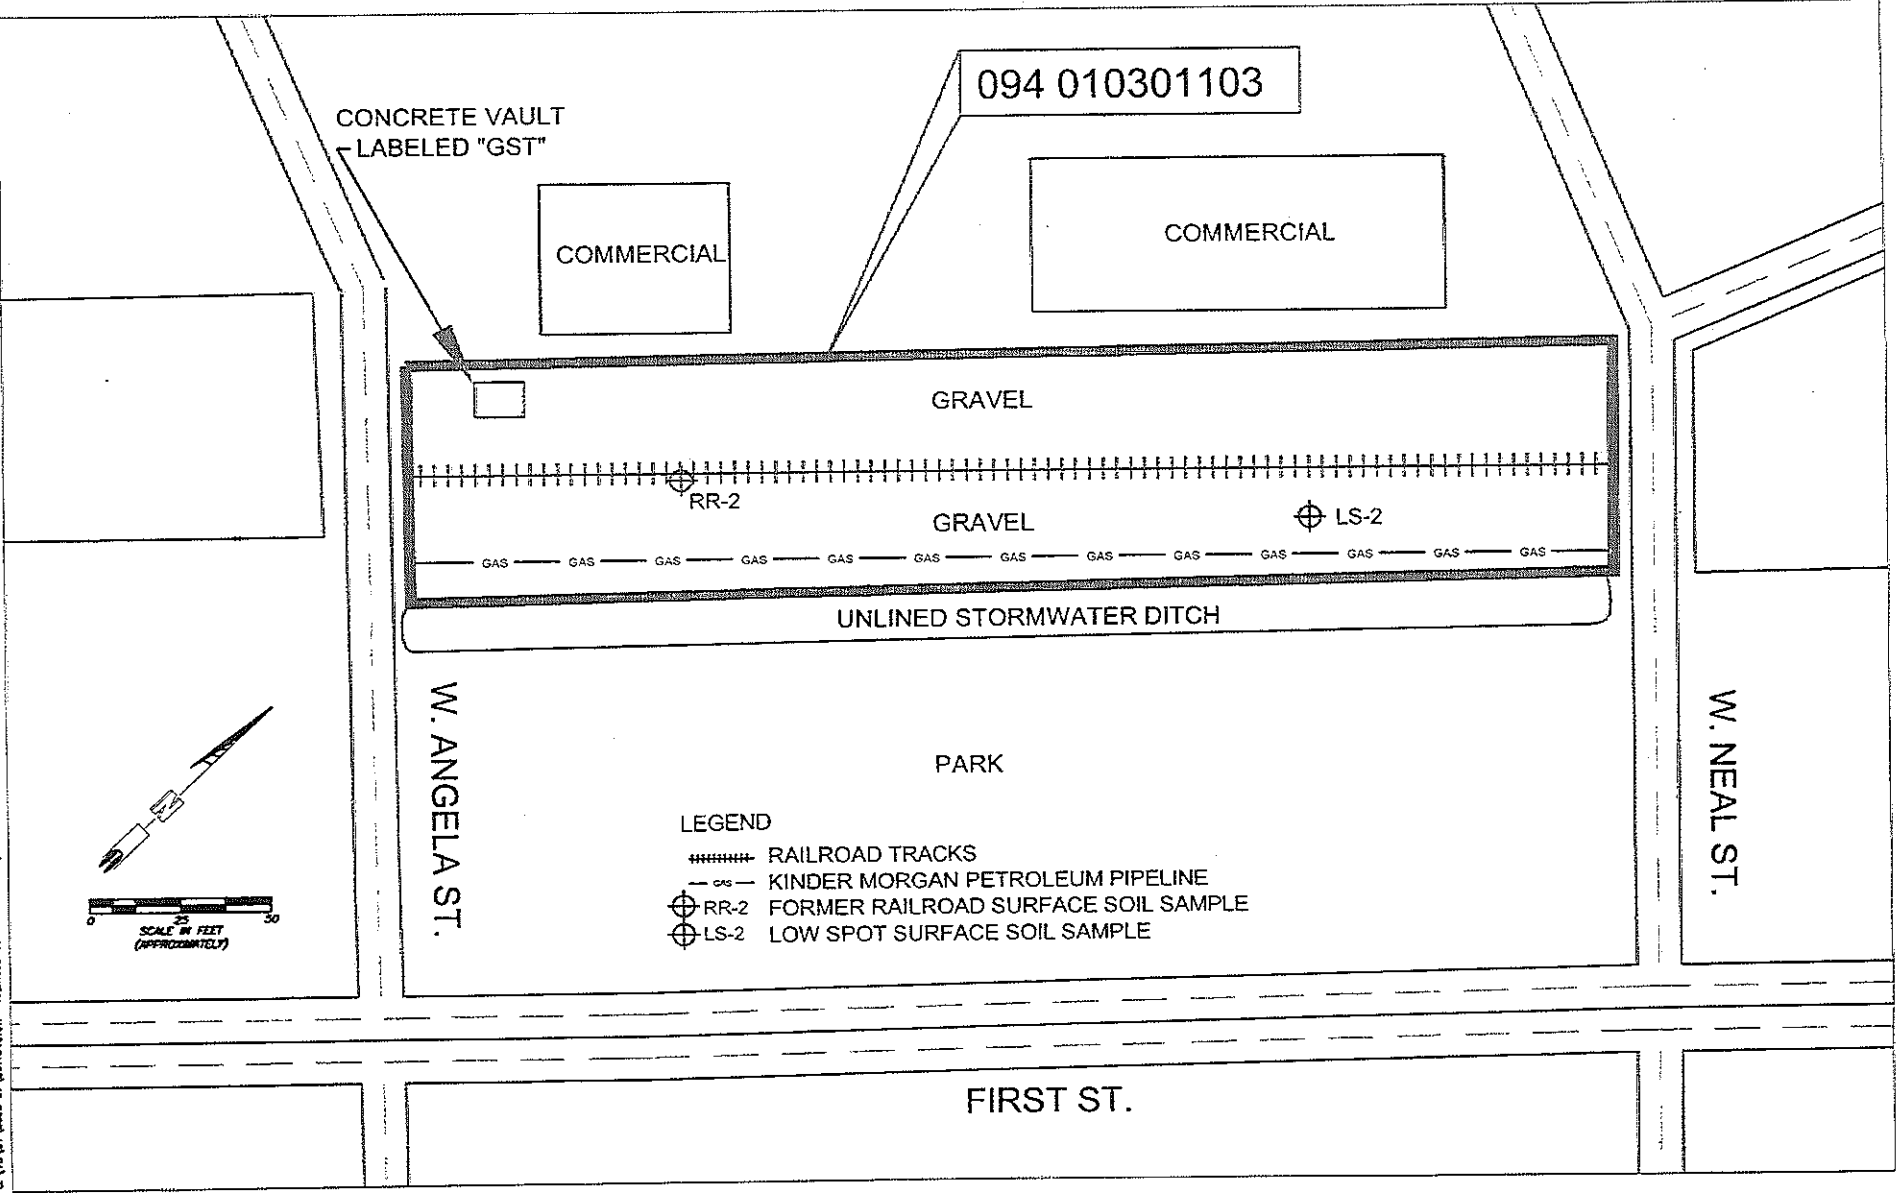 094 010301103
CONCRETE VAULT
LABELED "GST"
COMMERCIAL
COMMERCIAL
GRAVEL
RR-2
GRAVEL
LS-2
GAS GAS GAS GAS GAS GAS GAS GAS GAS GAS GAS GAS GAS
UNLINED STORMWATER DITCH
W. ANGELA ST.
W. NEAL ST.
PARK
N
0 25 50
SCALE IN FEET
(APPROXIMATELY)
LEGEND
RAILROAD TRACKS
GAS KINDER MORGAN PETROLEUM PIPELINE
RR-2 FORMER RAILROAD SURFACE SOIL SAMPLE
LS-2 LOW SPOT SURFACE SOIL SAMPLE
FIRST ST.